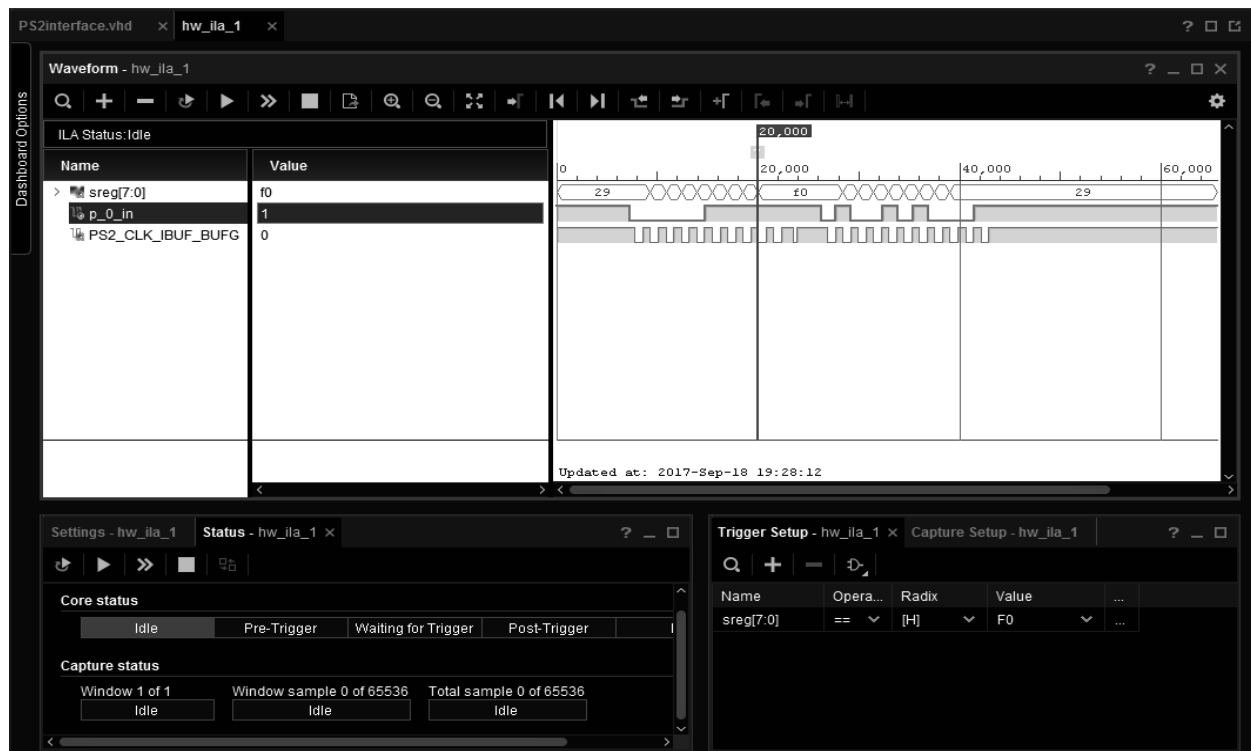 PS2interface.vhd × hw_ila_1 ×
?
Dashboard Options
Waveform - hw_ila_1
?
ILA Status:Idle
20,000
Name Value
0 20,000 40,000 60,000
> sreg[7:0] f0 29 f0 29
p_0_in 1
PS2_CLK_IBUF_BUFG 0
Updated at: 2017-Sep-18 19:28:12
Settings - hw_ila_1 Status - hw_ila_1 ×
?
Core status
Idle Pre-Trigger Waiting for Trigger Post-Trigger
Capture status
Window 1 of 1 Window sample 0 of 65536 Total sample 0 of 65536
Idle Idle Idle
Trigger Setup - hw_ila_1 × Capture Setup - hw_ila_1
?
Name Opera... Radix Value ...
sreg[7:0] == [H] F0 ...